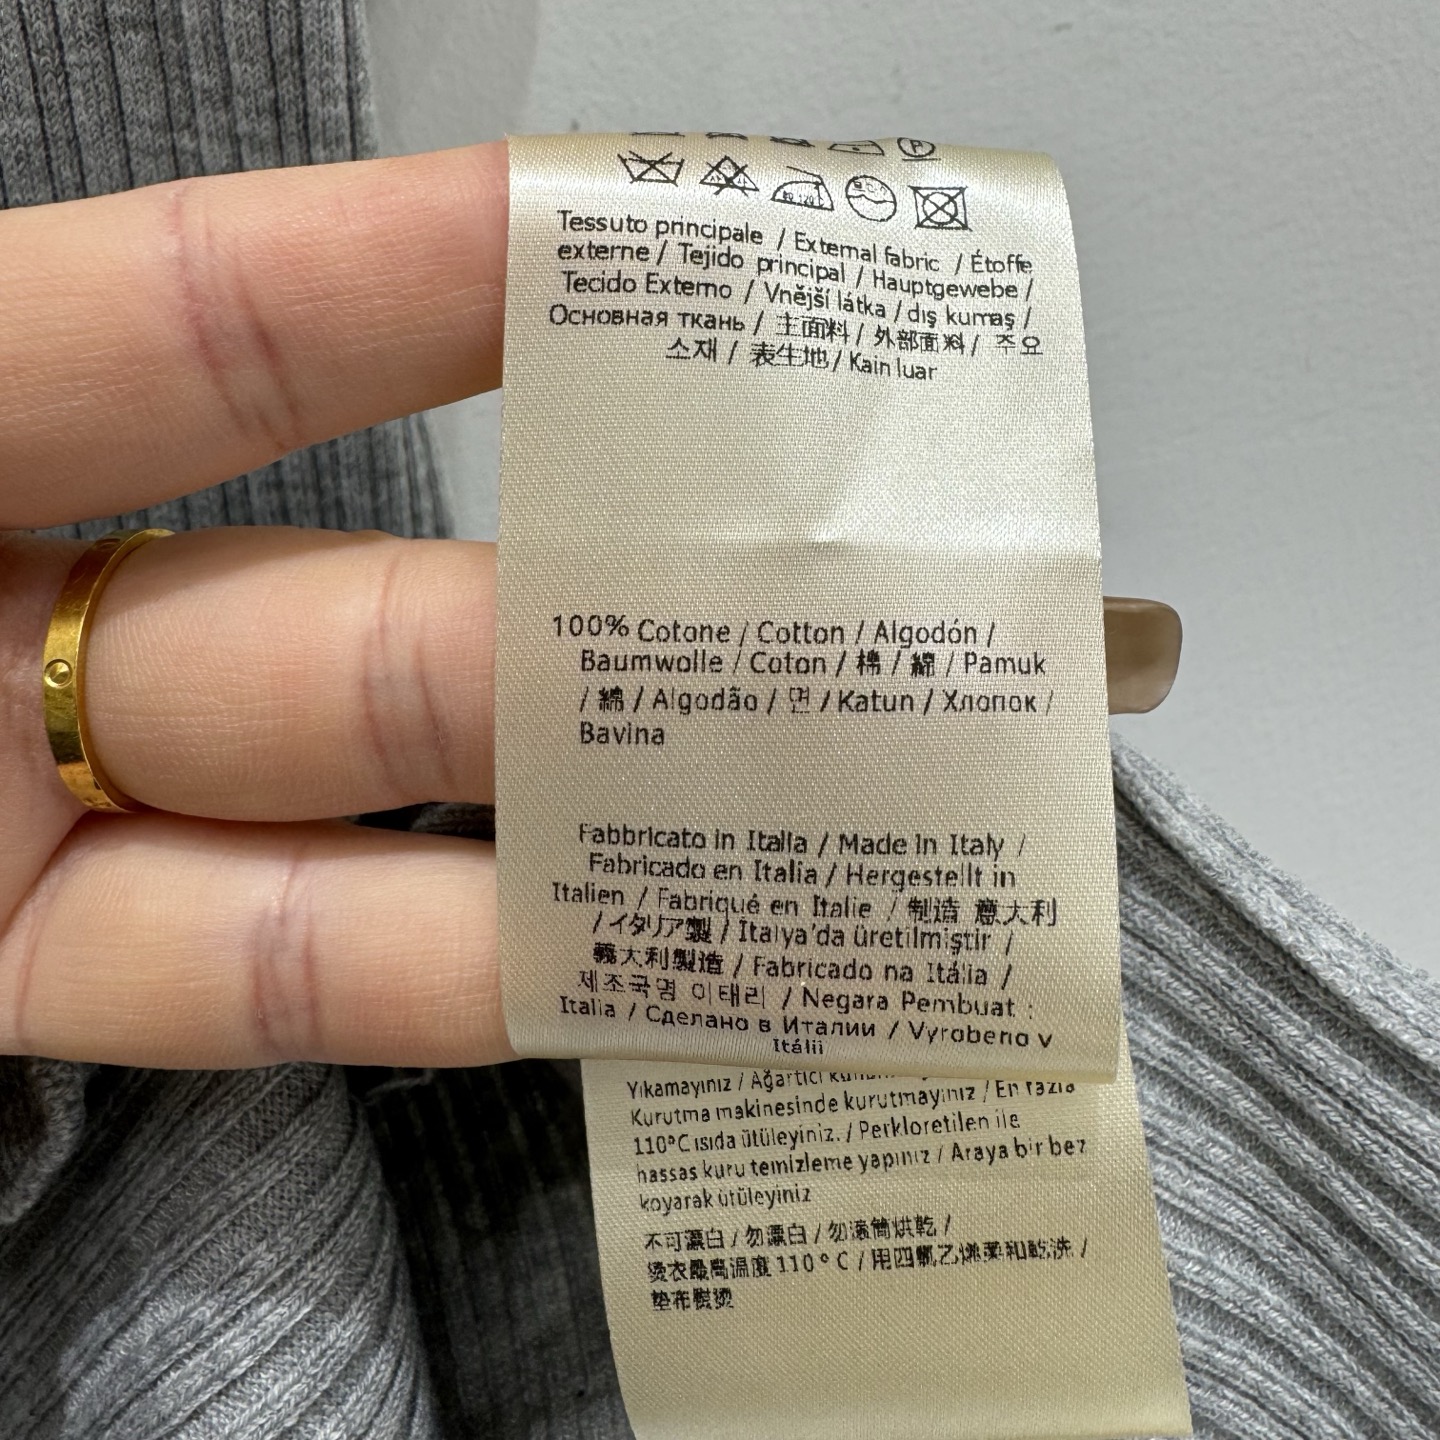 Tessuto principale / External fabric / Étoffe
externe / Tejido principal / Hauptgewebe /
Tecido Externo / Vnější látka / dış kumaş /
Основная ткань / 主面料 / 外部面料 / 주요
소재 / 表生地 / Kain luar
100% Cotone / Cotton / Algodón /
Baumwolle / Coton / 棉 / 綿 / Pamuk
/ 綿 / Algodão / 면 / Katun / Хлопок /
Bavlna
Fabbricato in Italia / Made in Italy /
Fabricado en Italia / Hergestellt in
Italien / Fabriqué en Italie / 制造 意大利
/ イタリア製 / İtalya'da üretilmiştir /
義大利製造 / Fabricado na Itália /
제조국명 이태리 / Negara Pembuat :
Italia / Сделано в Италии / Vyrobeno v
Itálii
Yıkamayınız / Ağartıcı
Kurutma makinesinde kurutmayınız / En fazla
110°C ısıda ütüleyiniz. / Perkloretilen ile
hassas kuru temizleme yapınız / Araya bir bez
koyarak ütüleyiniz
不可漂白 / 勿漂白 / 勿滚筒烘乾 /
烫衣最高温度 110°C / 用四氯乙烯柔和乾洗 /
垫布熨烫